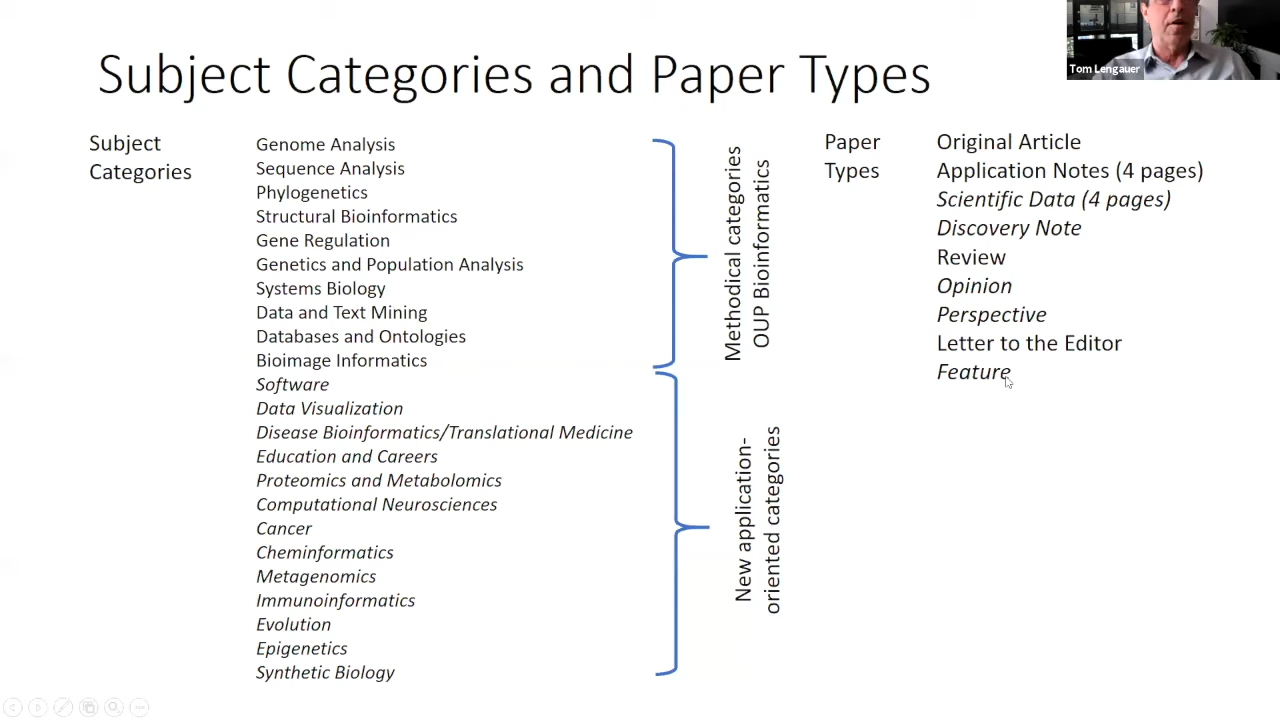 Subject Categories and Paper Types
Tom Lengauer
Subject
Categories
Genome Analysis
Sequence Analysis
Phylogenetics
Structural Bioinformatics
Gene Regulation
Genetics and Population Analysis
Systems Biology
Data and Text Mining
Databases and Ontologies
Bioimage Informatics
Software
Data Visualization
Disease Bioinformatics/Translational Medicine
Education and Careers
Proteomics and Metabolomics
Computational Neurosciences
Cancer
Cheminformatics
Metagenomics
Immunoinformatics
Evolution
Epigenetics
Synthetic Biology
Methodical categories
OUP Bioinformatics
New application-
oriented categories
Paper
Types
Original Article
Application Notes (4 pages)
Scientific Data (4 pages)
Discovery Note
Review
Opinion
Perspective
Letter to the Editor
Feature